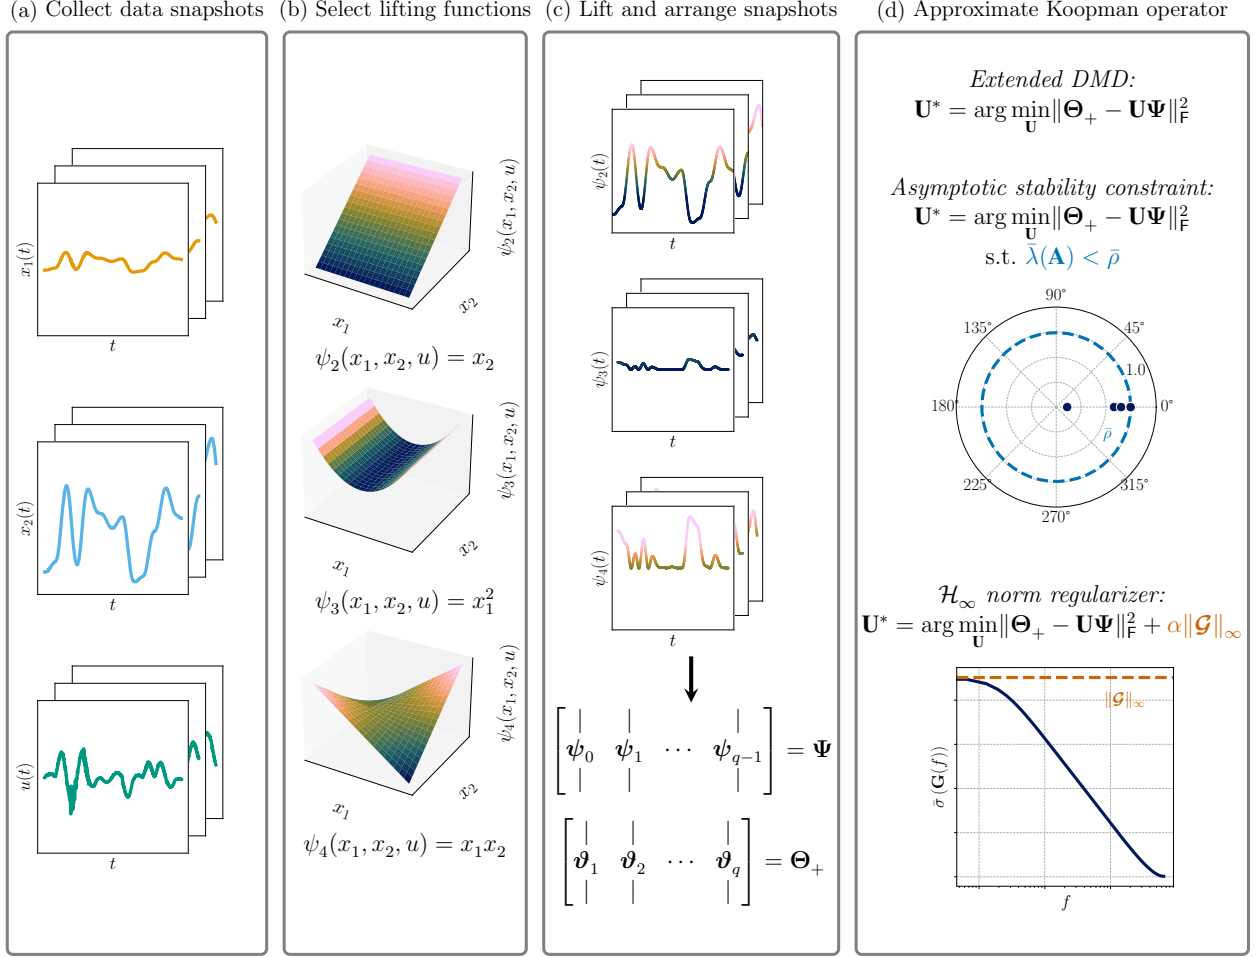 (a) Collect data snapshots
x₁(t)
t
x₂(t)
t
u(t)
t
(b) Select lifting functions
ψ₂(x₁, x₂, u)
x₁
x₂
ψ₂(x₁, x₂, u) = x₂
ψ₃(x₁, x₂, u)
x₁
x₂
ψ₃(x₁, x₂, u) = x₁²
ψ₄(x₁, x₂, u)
x₁
x₂
ψ₄(x₁, x₂, u) = x₁x₂
(c) Lift and arrange snapshots
ψ₂(t)
t
ψ₃(t)
t
ψ₄(t)
t
[ | | | ]
[ 𝝍₀ 𝝍₁ ⋯ 𝝍_{q−1} ] = 𝚿
[ | | | ]
[ | | | ]
[ 𝝑₁ 𝝑₂ ⋯ 𝝑_q ] = 𝚯₊
[ | | | ]
(d) Approximate Koopman operator
Extended DMD:
𝐔* = arg min_𝐔 ‖𝚯₊ − 𝐔𝚿‖²_F
Asymptotic stability constraint:
𝐔* = arg min_𝐔 ‖𝚯₊ − 𝐔𝚿‖²_F
s.t. λ̄(𝐀) < ρ̄
90°
135°
45°
1.0
180°
0°
ρ̄
225°
315°
270°
ℋ∞ norm regularizer:
𝐔* = arg min_𝐔 ‖𝚯₊ − 𝐔𝚿‖²_F + α‖𝓖‖∞
‖𝓖‖∞
σ̄ (𝐆(f))
f